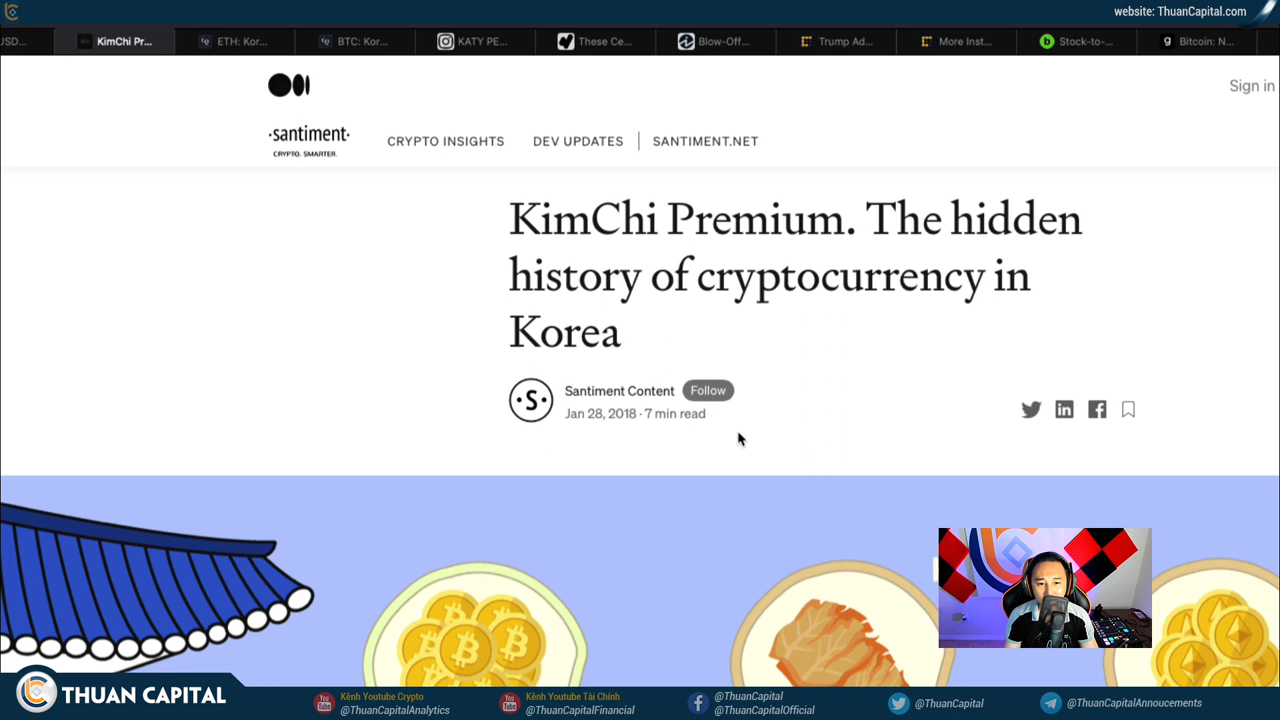 website: ThuanCapital.com
JSD...
KimChi Pr...
ETH: Kor...
BTC: Kor...
KATY PE...
These Ce...
Blow-Off...
Trump Ad...
More Inst...
Stock-to-...
Bitcoin: N...
Sign in
·santiment·
CRYPTO. SMARTER.
CRYPTO INSIGHTS
DEV UPDATES
SANTIMENT.NET
KimChi Premium. The hidden
history of cryptocurrency in
Korea
·S·
Santiment Content
Follow
Jan 28, 2018 · 7 min read
THUAN CAPITAL
Kênh Youtube Crypto
@ThuanCapitalAnalytics
Kênh Youtube Tài Chính
@ThuanCapitalFinancial
@ThuanCapital
@ThuanCapitalOfficial
@ThuanCapital
@ThuanCapitalAnnoucements